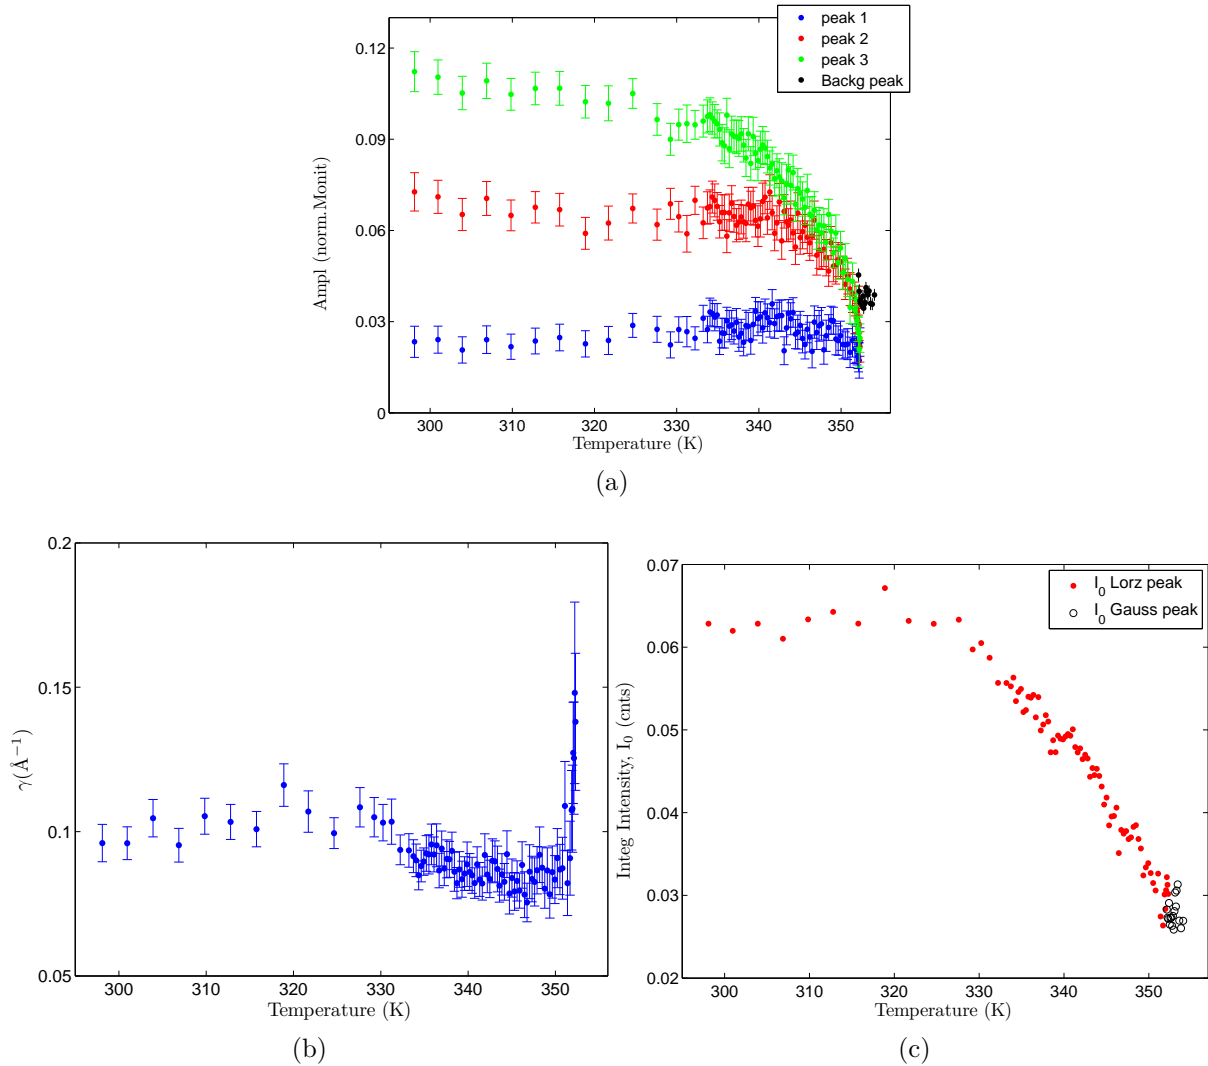 peak 1
peak 2
peak 3
Backg peak
0.12
0.09
0.06
0.03
0
Ampl (norm.Monit)
300 310 320 330 340 350
Temperature (K)
(a)
0.2
0.15
0.1
0.05
γ(Å⁻¹)
300 310 320 330 340 350
Temperature (K)
(b)
I₀ Lorz peak
I₀ Gauss peak
0.07
0.06
0.05
0.04
0.03
0.02
Integ Intensity, I₀ (cnts)
300 310 320 330 340 350
Temperature (K)
(c)